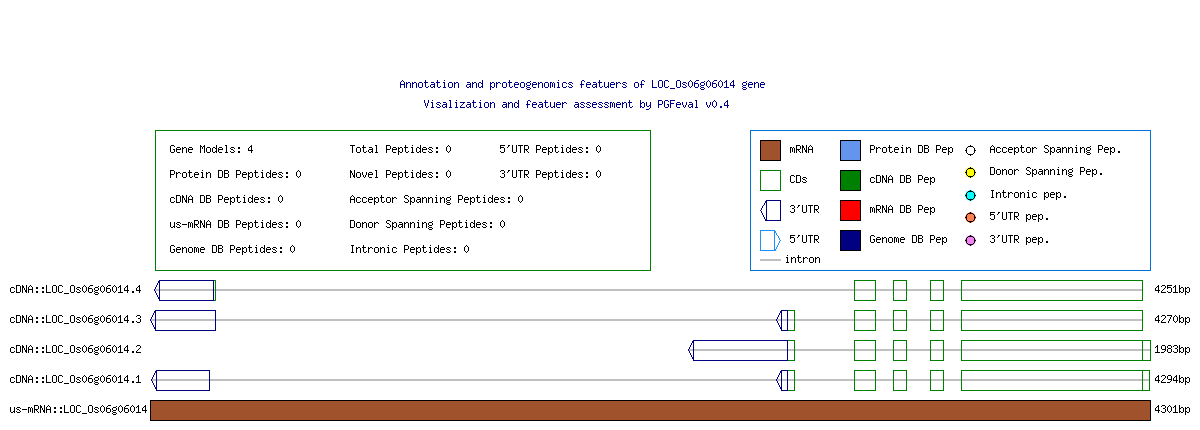 Annotation and proteogenomics featuers of LOC_Os06g06014 gene
Visalization and featuer assessment by PGFeval v0.4
Gene Models: 4 Total Peptides: 0 5'UTR Peptides: 0
Protein DB Peptides: 0 Novel Peptides: 0 3'UTR Peptides: 0
cDNA DB Peptides: 0 Acceptor Spanning Peptides: 0
us-mRNA DB Peptides: 0 Donor Spanning Peptides: 0
Genome DB Peptides: 0 Intronic Peptides: 0
mRNA Protein DB Pep Acceptor Spanning Pep.
CDs cDNA DB Pep Donor Spanning Pep.
3'UTR mRNA DB Pep Intronic pep.
5'UTR Genome DB Pep 5'UTR pep.
intron 3'UTR pep.
cDNA::LOC_Os06g06014.4 4251bp
cDNA::LOC_Os06g06014.3 4270bp
cDNA::LOC_Os06g06014.2 1983bp
cDNA::LOC_Os06g06014.1 4294bp
us-mRNA::LOC_Os06g06014 4301bp